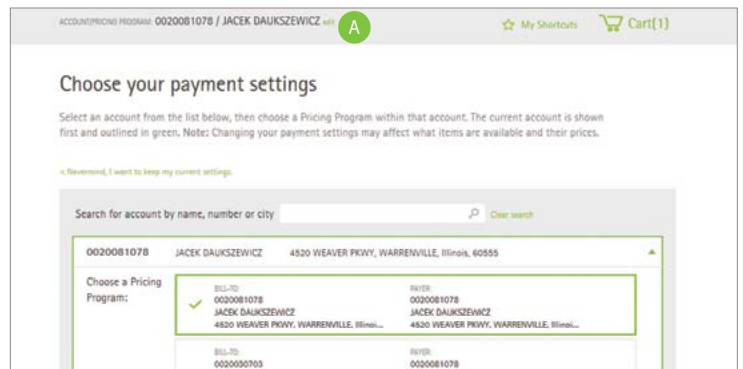 ACCOUNT/PRICING PROGRAM: 0020081078 / JACEK DAUKSZEWICZ edit
A
My Shortcuts
Cart(1)
Choose your payment settings
Select an account from the list below, then choose a Pricing Program within that account. The current account is shown
first and outlined in green. Note: Changing your payment settings may affect what items are available and their prices.
< Nevermind, I want to keep my current settings.
Search for account by name, number or city
Clear search
0020081078 JACEK DAUKSZEWICZ 4520 WEAVER PKWY, WARRENVILLE, Illinois, 60555
Choose a Pricing
Program:
BILL-TO: PAYER:
0020081078 0020081078
JACEK DAUKSZEWICZ JACEK DAUKSZEWICZ
4520 WEAVER PKWY, WARRENVILLE, Illinoi... 4520 WEAVER PKWY, WARRENVILLE, Illinoi...
BILL-TO: PAYER:
0020030703 0020081078